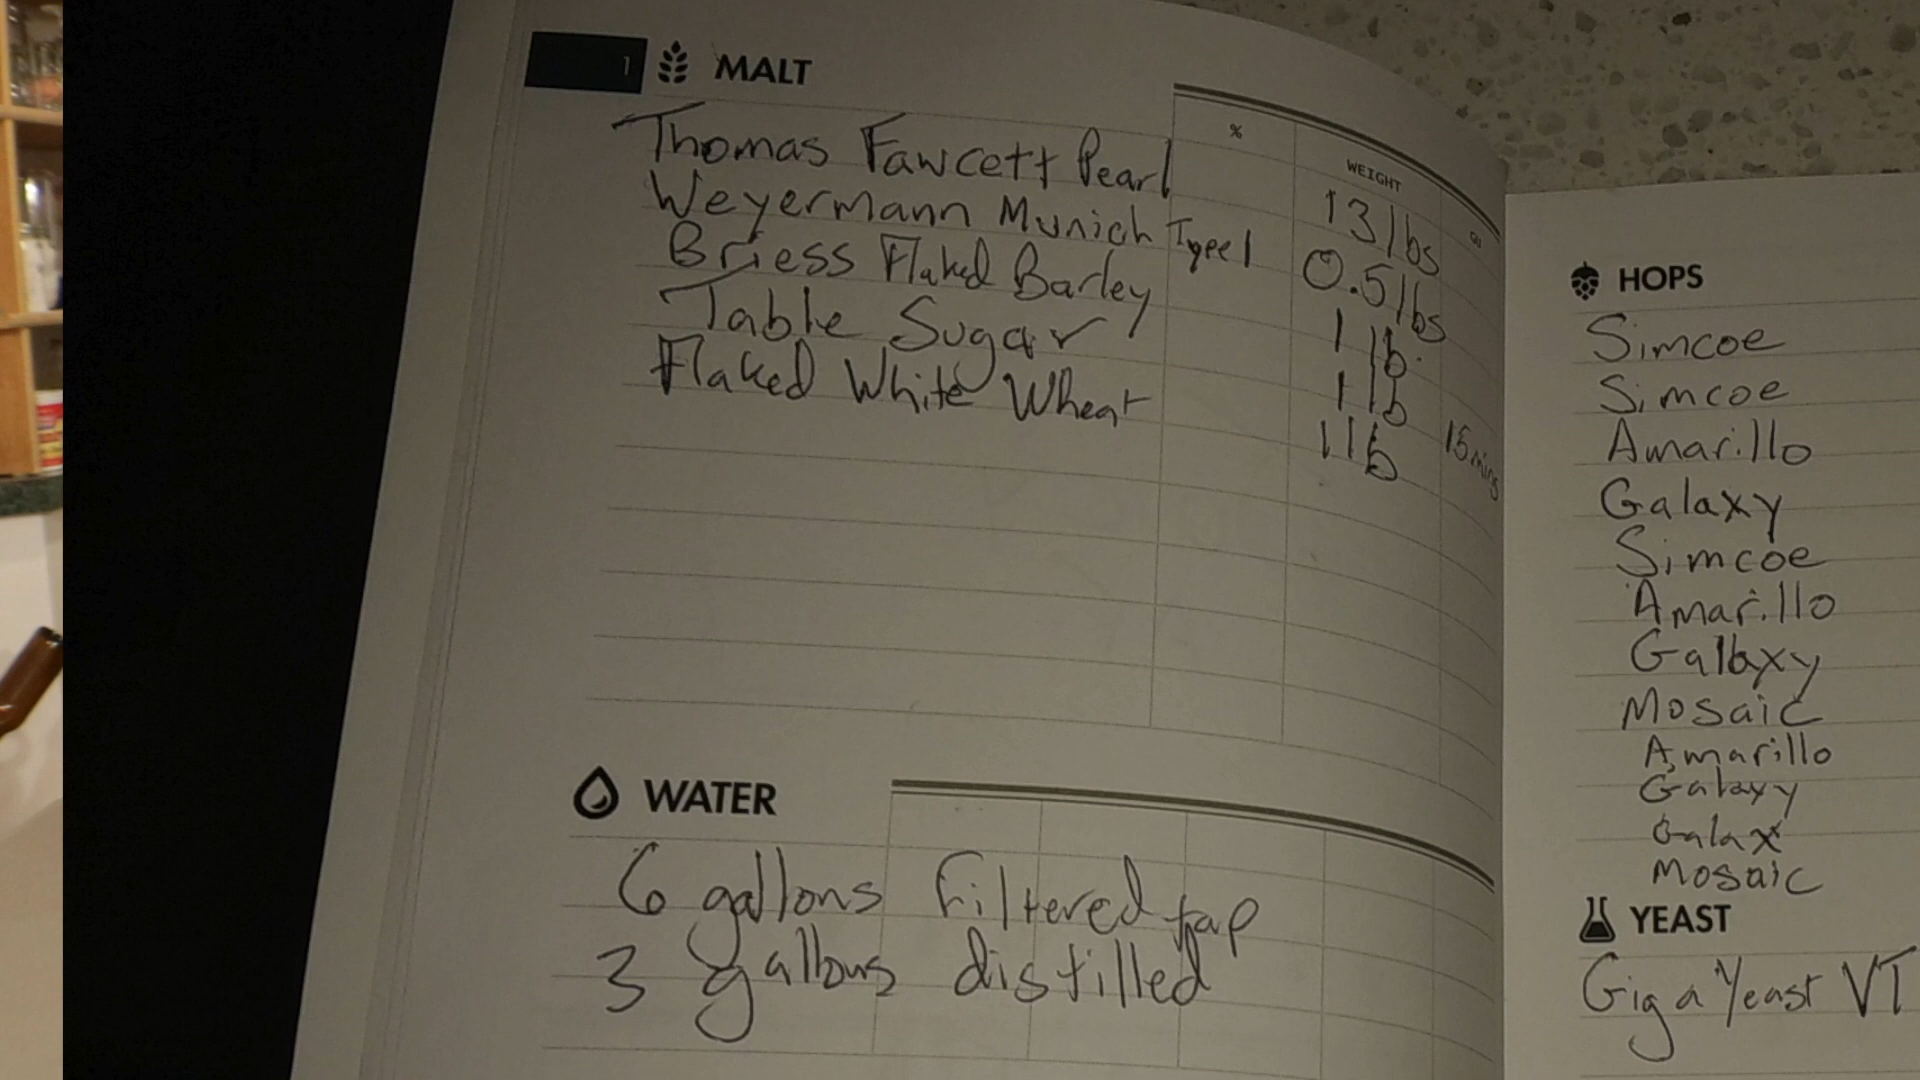 1 MALT
% WEIGHT
Thomas Fawcett Pearl 13 lbs
Weyermann Munich Type 1 0.5 lbs
Briess Flaked Barley 1 lb.
Table Sugar 1 lb 15 mins
Flaked White Wheat 1 lb
WATER
6 gallons filtered tap
3 gallons distilled
HOPS
Simcoe
Simcoe
Amarillo
Galaxy
Simcoe
Amarillo
Galaxy
Mosaic
Amarillo
Galaxy
Galax
Mosaic
YEAST
GigaYeast VT